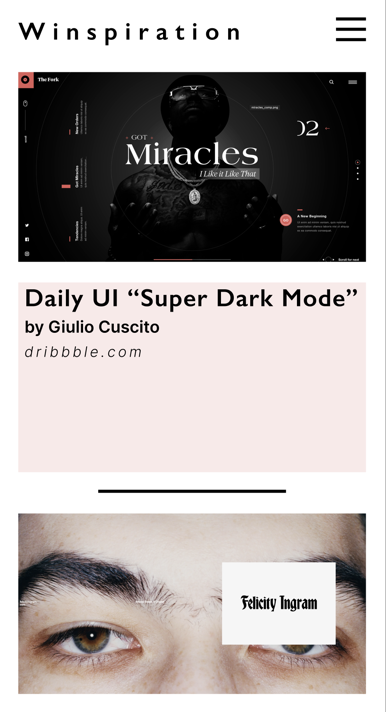 Winspiration
The Fork
GOT
Miracles
I Like it Like That
02
A New Beginning
Scroll for next
Daily UI “Super Dark Mode”
by Giulio Cuscito
dribbble.com
Felicity Ingram